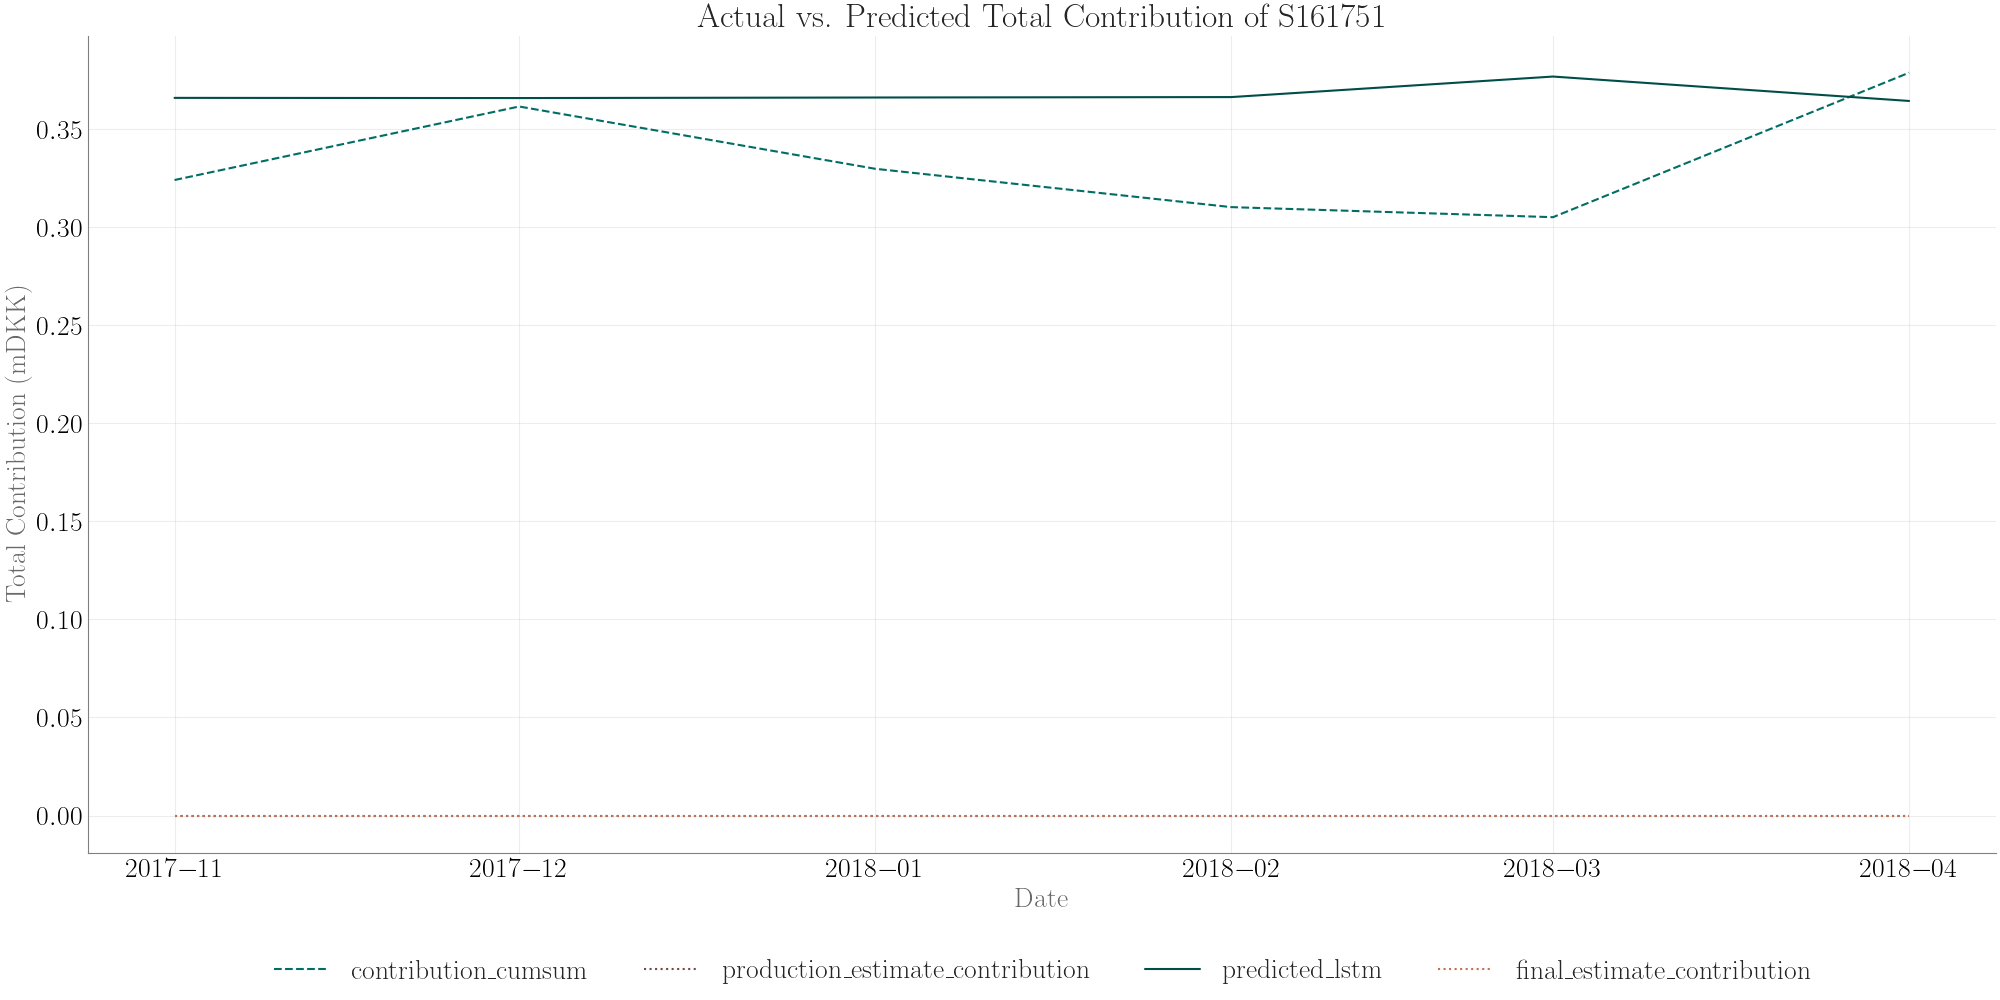 Actual vs. Predicted Total Contribution of S161751
Total Contribution (mDKK)
0.35
0.30
0.25
0.20
0.15
0.10
0.05
0.00
2017−11 2017−12 2018−01 2018−02 2018−03 2018−04
Date
contribution_cumsum production_estimate_contribution predicted_lstm final_estimate_contribution